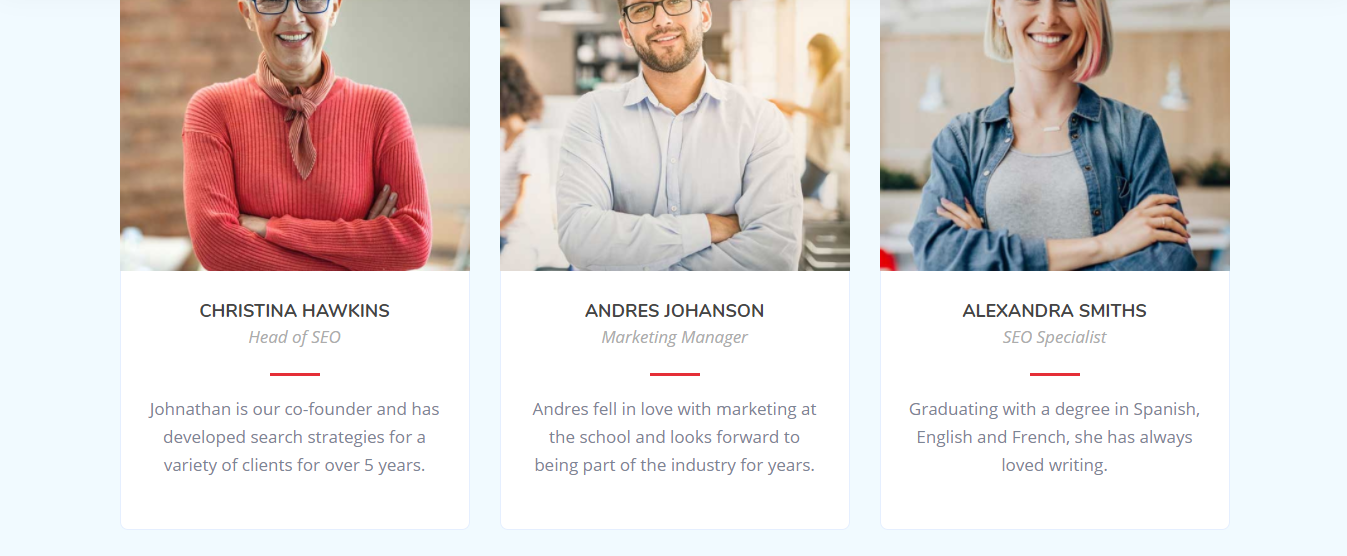 CHRISTINA HAWKINS
Head of SEO
Johnathan is our co-founder and has
developed search strategies for a
variety of clients for over 5 years.
ANDRES JOHANSON
Marketing Manager
Andres fell in love with marketing at
the school and looks forward to
being part of the industry for years.
ALEXANDRA SMITHS
SEO Specialist
Graduating with a degree in Spanish,
English and French, she has always
loved writing.